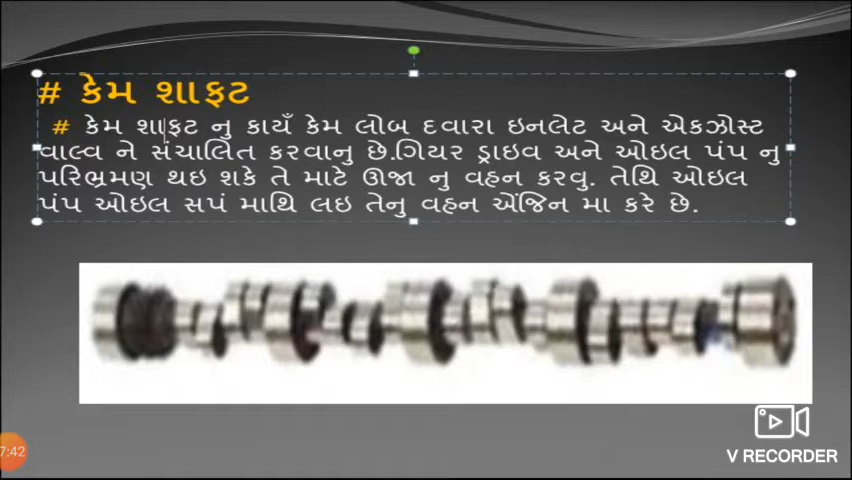 # કેમ શાફટ
# કેમ શાફટ નુ કાયઁ કેમ લોબ દવારા ઇનલેટ અને એકઝોસ્ટ
વાલ્વ ને સંચાલિત કરવાનુ છે.ગિયર ડ્રાઇવ અને ઓઇલ પંપ નુ
પરિભ્રમણ થઇ શકે તે માટે ઊજા નુ વહન કરવુ. તેથિ ઓઇલ
પંપ ઓઇલ સપં માથિ લઇ તેનુ વહન એંજિન મા કરે છે.
7:42
V RECORDER